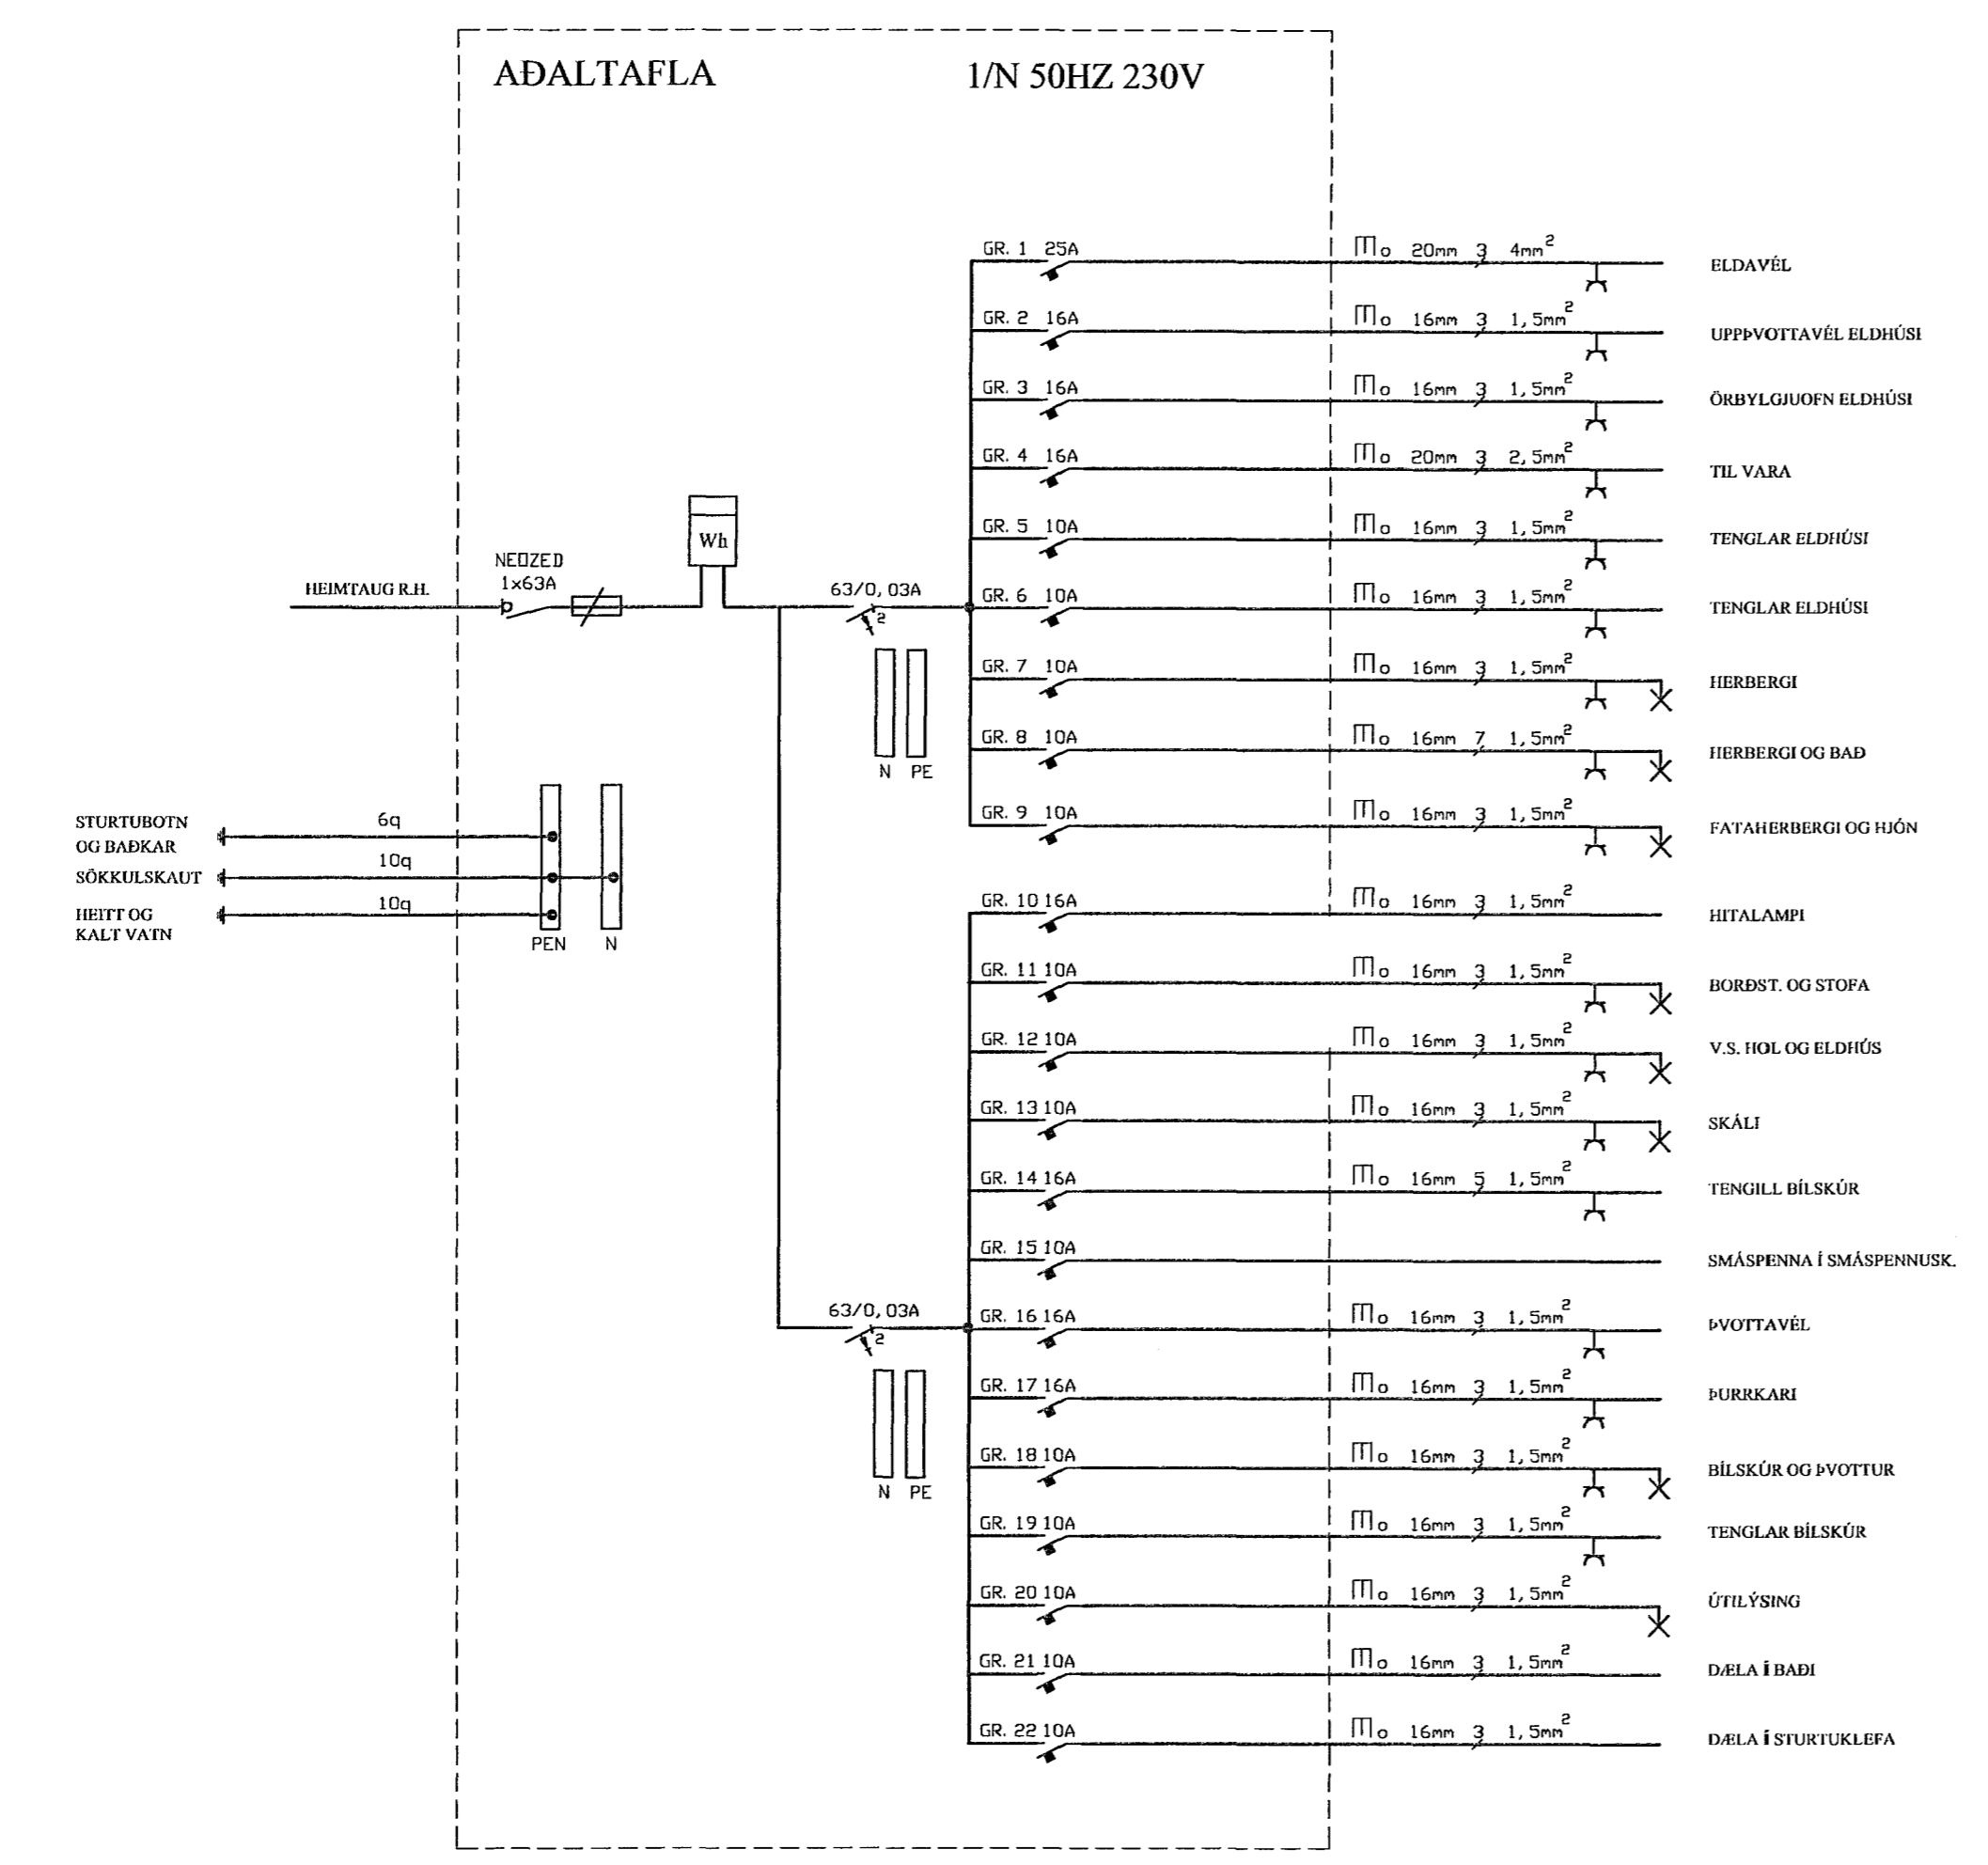 AÐALTAFLA 1/N 50HZ 230V
GR. 1 25A 20mm 3 4mm² ELDAVÉL
GR. 2 16A 16mm 3 1,5mm² UPPÞVOTTAVÉL ELDHÚSI
GR. 3 16A 16mm 3 1,5mm² ÖRBYLGJUOFN ELDHÚSI
GR. 4 16A 20mm 3 2,5mm² TIL VARA
GR. 5 10A 16mm 3 1,5mm² TENGLAR ELDHÚSI
GR. 6 10A 16mm 3 1,5mm² TENGLAR ELDHÚSI
GR. 7 10A 16mm 3 1,5mm² HERBERGI
GR. 8 10A 16mm 7 1,5mm² HERBERGI OG BAÐ
GR. 9 10A 16mm 3 1,5mm² FATAHERBERGI OG HJÓN
GR. 10 16A 16mm 3 1,5mm² HITALAMPI
GR. 11 10A 16mm 3 1,5mm² BORÐST. OG STOFA
GR. 12 10A 16mm 3 1,5mm² V.S. HOL OG ELDHÚS
GR. 13 10A 16mm 3 1,5mm² SKÁLI
GR. 14 16A 16mm 5 1,5mm² TENGILL BÍLSKÚR
GR. 15 10A SMÁSPENNA Í SMÁSPENNUSK.
GR. 16 16A 16mm 3 1,5mm² ÞVOTTAVÉL
GR. 17 16A 16mm 3 1,5mm² ÞURRKARI
GR. 18 10A 16mm 3 1,5mm² BÍLSKÚR OG ÞVOTTUR
GR. 19 10A 16mm 3 1,5mm² TENGLAR BÍLSKÚR
GR. 20 10A 16mm 3 1,5mm² ÚTILÝSING
GR. 21 10A 16mm 3 1,5mm² DÆLA Í BAÐI
GR. 22 10A 16mm 3 1,5mm² DÆLA Í STURTUKLEFA
HEIMTAUG R.H.
NEOZED
1x63A
Wh
63/0,03A
2
N PE
STURTUBOTN
OG BAÐKAR
6q
SÖKKULSKAUT
10q
HEITT OG
KALT VATN
10q
PEN N
63/0,03A
2
N PE